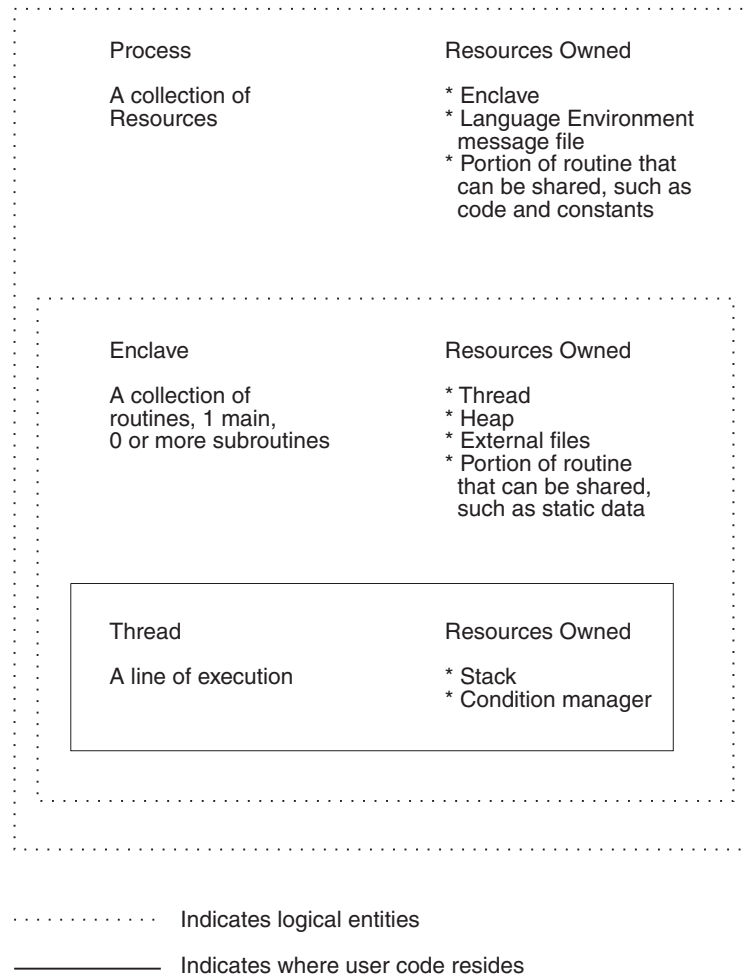 Process
Resources Owned
A collection of
Resources
* Enclave
* Language Environment
message file
* Portion of routine that
can be shared, such as
code and constants
Enclave
Resources Owned
A collection of
routines, 1 main,
0 or more subroutines
* Thread
* Heap
* External files
* Portion of routine
that can be shared,
such as static data
Thread
Resources Owned
A line of execution
* Stack
* Condition manager
Indicates logical entities
Indicates where user code resides